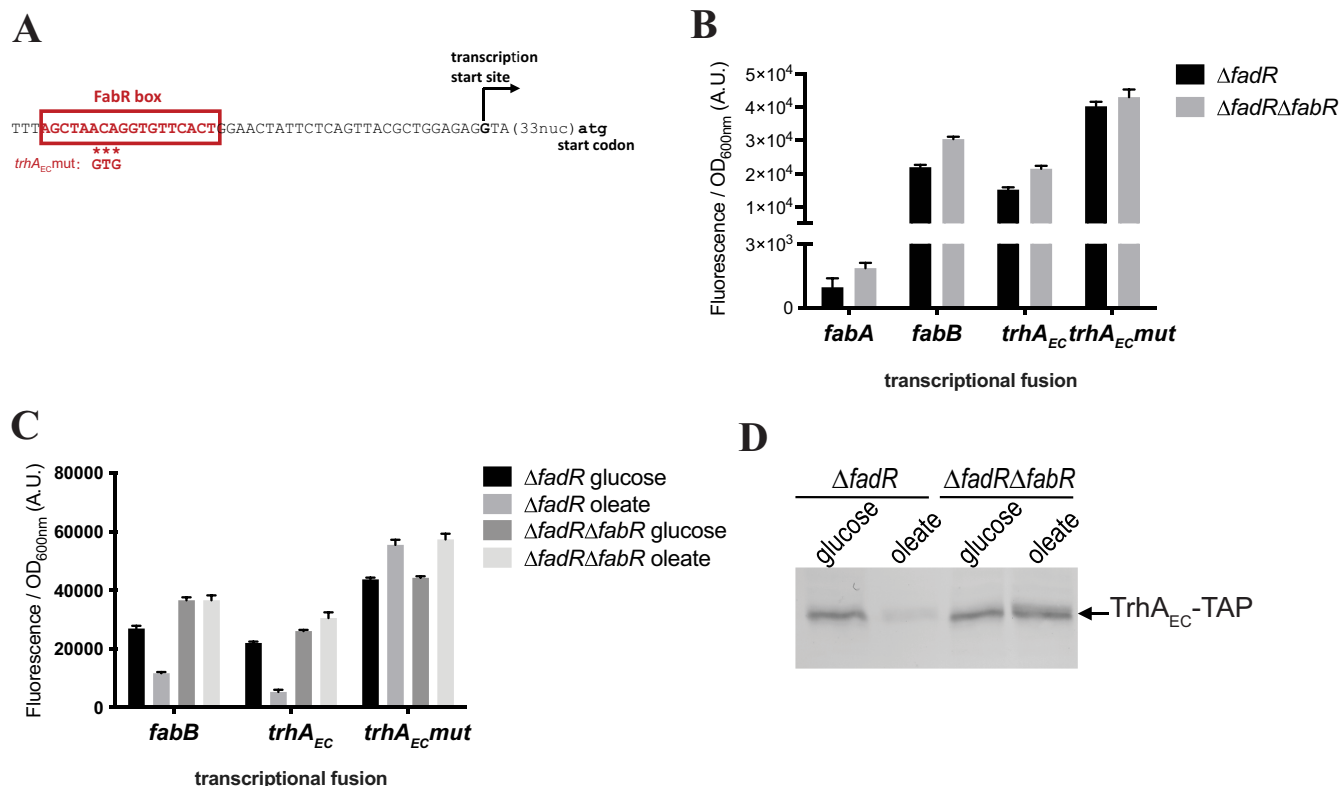 A
transcription
start site
FabR box
TTTAGCTAACAGGTGTTCACTGGAACTATTCTCAGTTACGCTGGAGAGGTA(33nuc)atg
start codon
***
trhAECmut: GTG
B
Fluorescence / OD600nm (A.U.)
5×10⁴
4×10⁴
3×10⁴
2×10⁴
1×10⁴
3×10³
0
fabA fabB trhAEC trhAECmut
transcriptional fusion
ΔfadR
ΔfadRΔfabR
C
Fluorescence / OD600nm (A.U.)
80000
60000
40000
20000
0
fabB trhAEC trhAECmut
transcriptional fusion
ΔfadR glucose
ΔfadR oleate
ΔfadRΔfabR glucose
ΔfadRΔfabR oleate
D
ΔfadR ΔfadRΔfabR
glucose oleate glucose oleate
TrhAEC-TAP